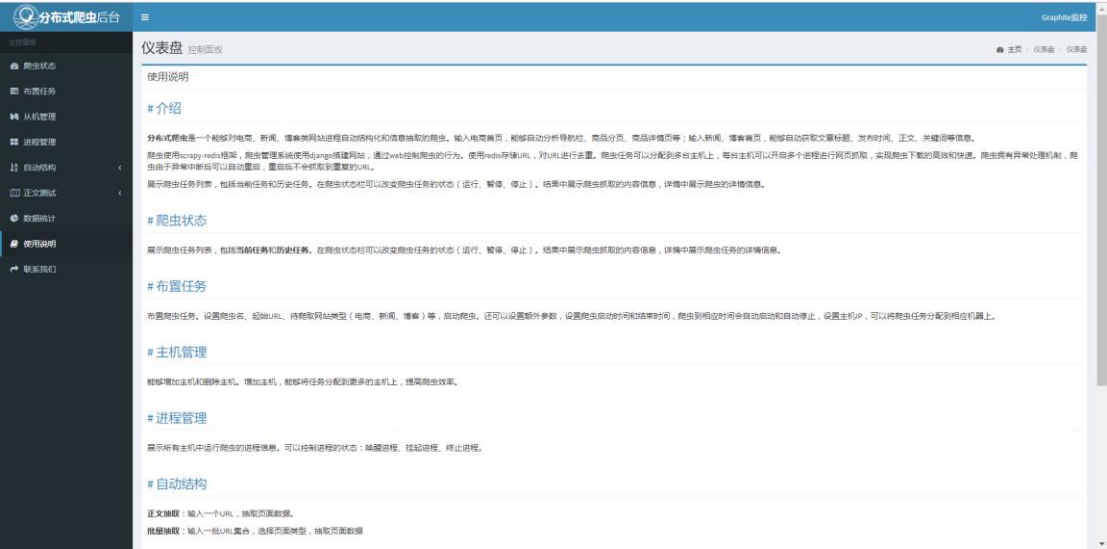 分布式爬虫后台
Graphite监控
主控面板
仪表盘 控制面板
主页 仪表盘 仪表盘
爬虫状态
布置任务
从机管理
进程管理
自动结构
正文测试
数据统计
使用说明
联系我们
使用说明
# 介绍
分布式爬虫是一个能够对电商、新闻、博客类网站进程自动结构化和信息抽取的爬虫。输入电商首页，能够自动分析导航栏、商品分页、商品详情页等；输入新闻、博客首页，能够自动获取文章标题、发布时间、正文、关键词等信息。
爬虫使用scrapy-redis框架，爬虫管理系统使用django搭建网站，通过web控制爬虫的行为。使用redis存储URL，对URL进行去重。爬虫任务可以分配到多台主机上，每台主机可以开启多个进程进行网页抓取，实现爬虫下载的高效和快速。爬虫拥有异常处理机制，爬
虫由于异常中断后可以自动重启，重启后不会抓取到重复的URL。
展示爬虫任务列表，包括当前任务和历史任务。在爬虫状态栏可以改变爬虫任务的状态（运行、暂停、停止）。结果中展示爬虫抓取的内容信息，详情中展示爬虫的详情信息。
# 爬虫状态
展示爬虫任务列表，包括当前任务和历史任务。在爬虫状态栏可以改变爬虫任务的状态（运行、暂停、停止）。结果中展示爬虫抓取的内容信息，详情中展示爬虫任务的详情信息。
# 布置任务
布置爬虫任务。设置爬虫名、起始URL、待爬取网站类型（电商、新闻、博客）等，启动爬虫。还可以设置额外参数，设置爬虫启动时间和结束时间，爬虫到相应时间会自动启动和自动停止，设置主机IP，可以将爬虫任务分配到相应机器上。
# 主机管理
能够增加主机和删除主机。增加主机，能够将任务分配到更多的主机上，提高爬虫效率。
# 进程管理
展示所有主机中运行爬虫的进程信息。可以控制进程的状态：唤醒进程、挂起进程、终止进程。
# 自动结构
正文抽取：输入一个URL，抽取页面数据。
批量抽取：输入一批URL集合，选择页面类型，抽取页面数据